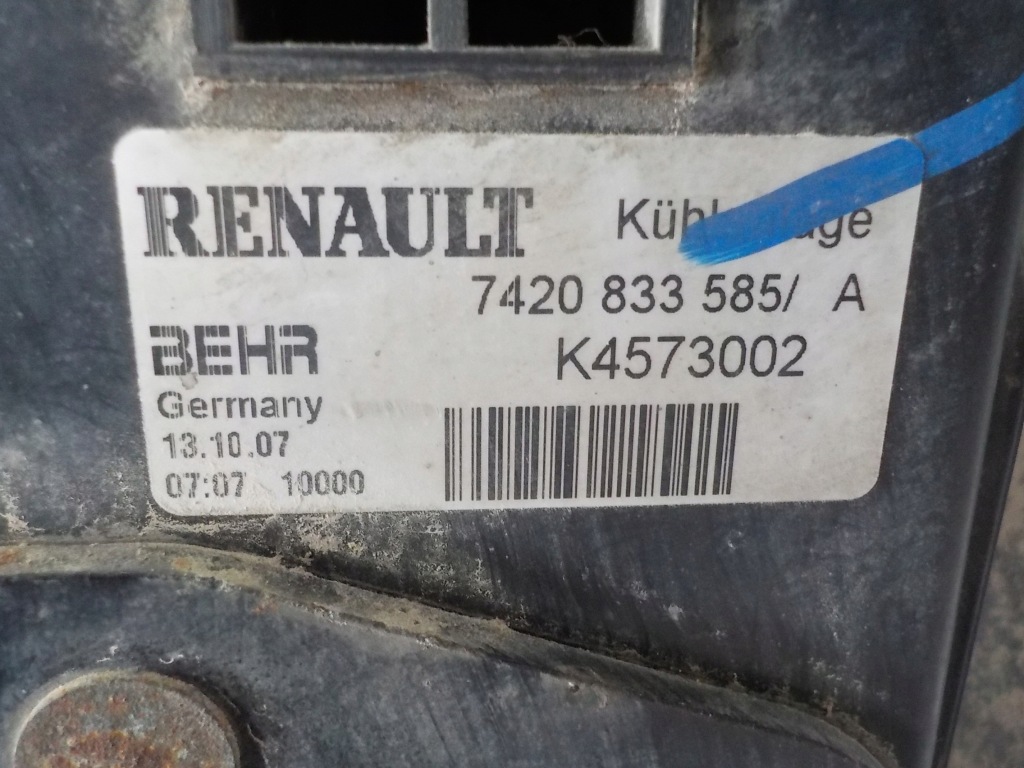 RENAULT
7420 833 585/ A
BEHR
K4573002
Germany
13.10.07
07:07 10000